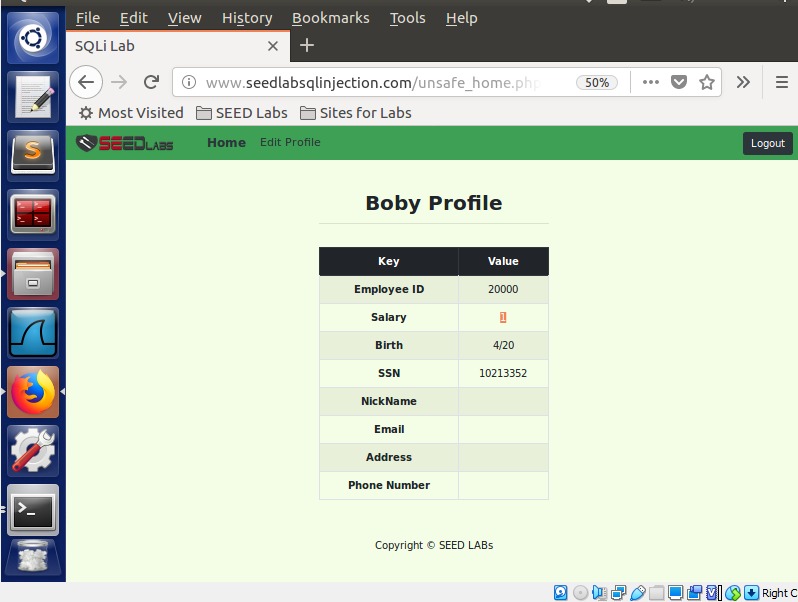 File Edit View History Bookmarks Tools Help
SQLi Lab
www.seedlabsqlinjection.com/unsafe_home.php 50%
Most Visited SEED Labs Sites for Labs
SEEDLABS Home Edit Profile Logout
Boby Profile
Key Value
Employee ID 20000
Salary 1
Birth 4/20
SSN 10213352
NickName
Email
Address
Phone Number
Copyright © SEED LABs
Right C